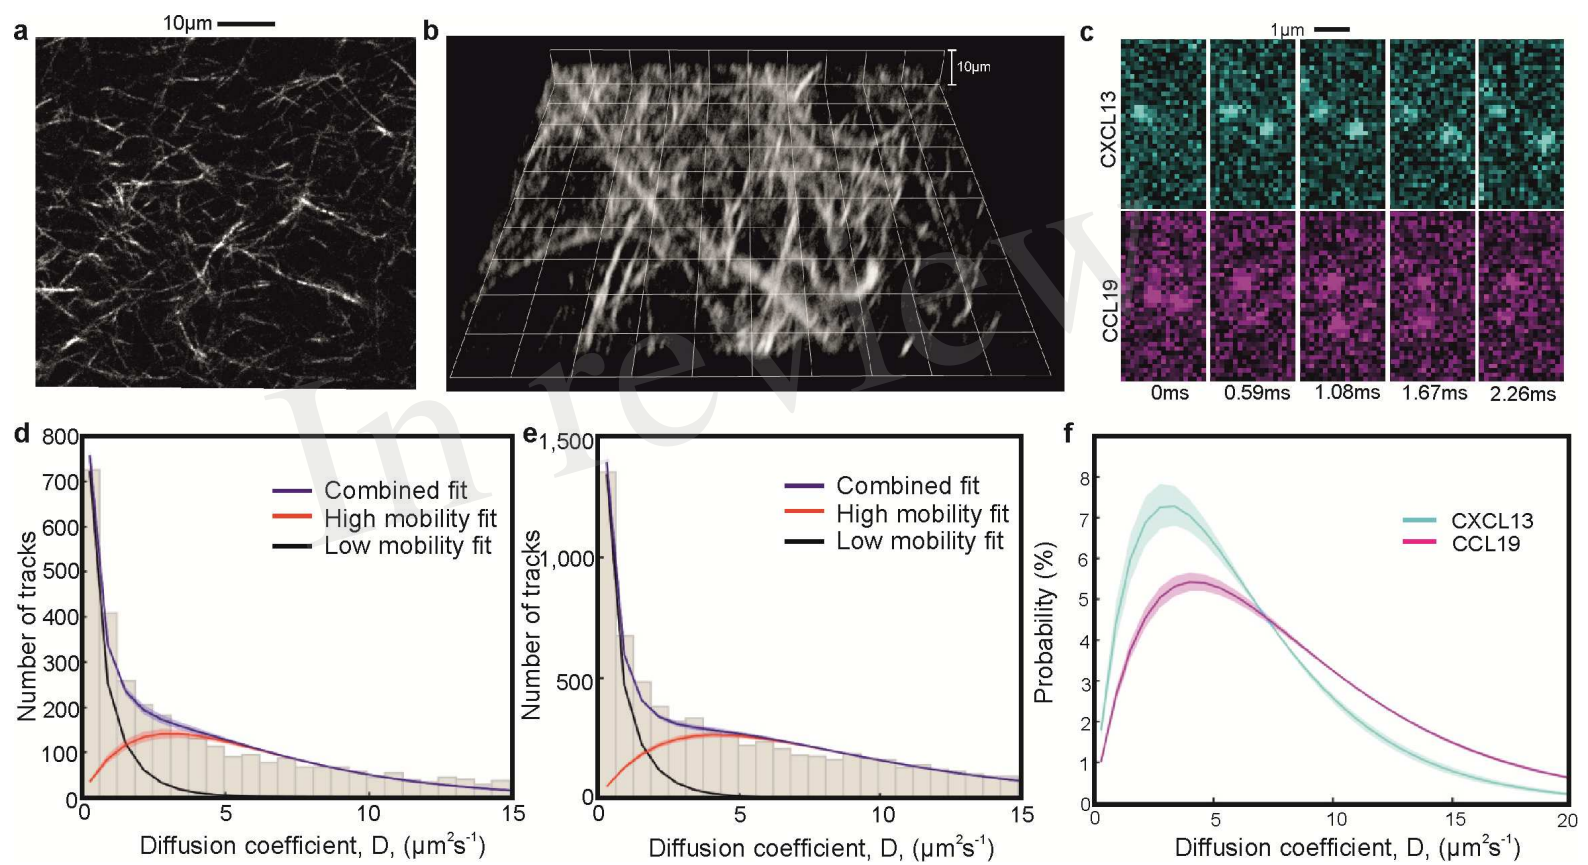 a
10µm
b
10µm
c
1µm
CXCL13
CCL19
0ms
0.59ms
1.08ms
1.67ms
2.26ms
In review
d
Number of tracks
800
700
600
500
400
300
200
100
0
0
5
10
15
Combined fit
High mobility fit
Low mobility fit
Diffusion coefficient, D, (µm²s⁻¹)
e
Number of tracks
1,500
1,000
500
0
0
5
10
15
Combined fit
High mobility fit
Low mobility fit
Diffusion coefficient, D, (µm²s⁻¹)
f
Probability (%)
8
7
6
5
4
3
2
1
0
0
5
10
15
20
CXCL13
CCL19
Diffusion coefficient, D, (µm²s⁻¹)